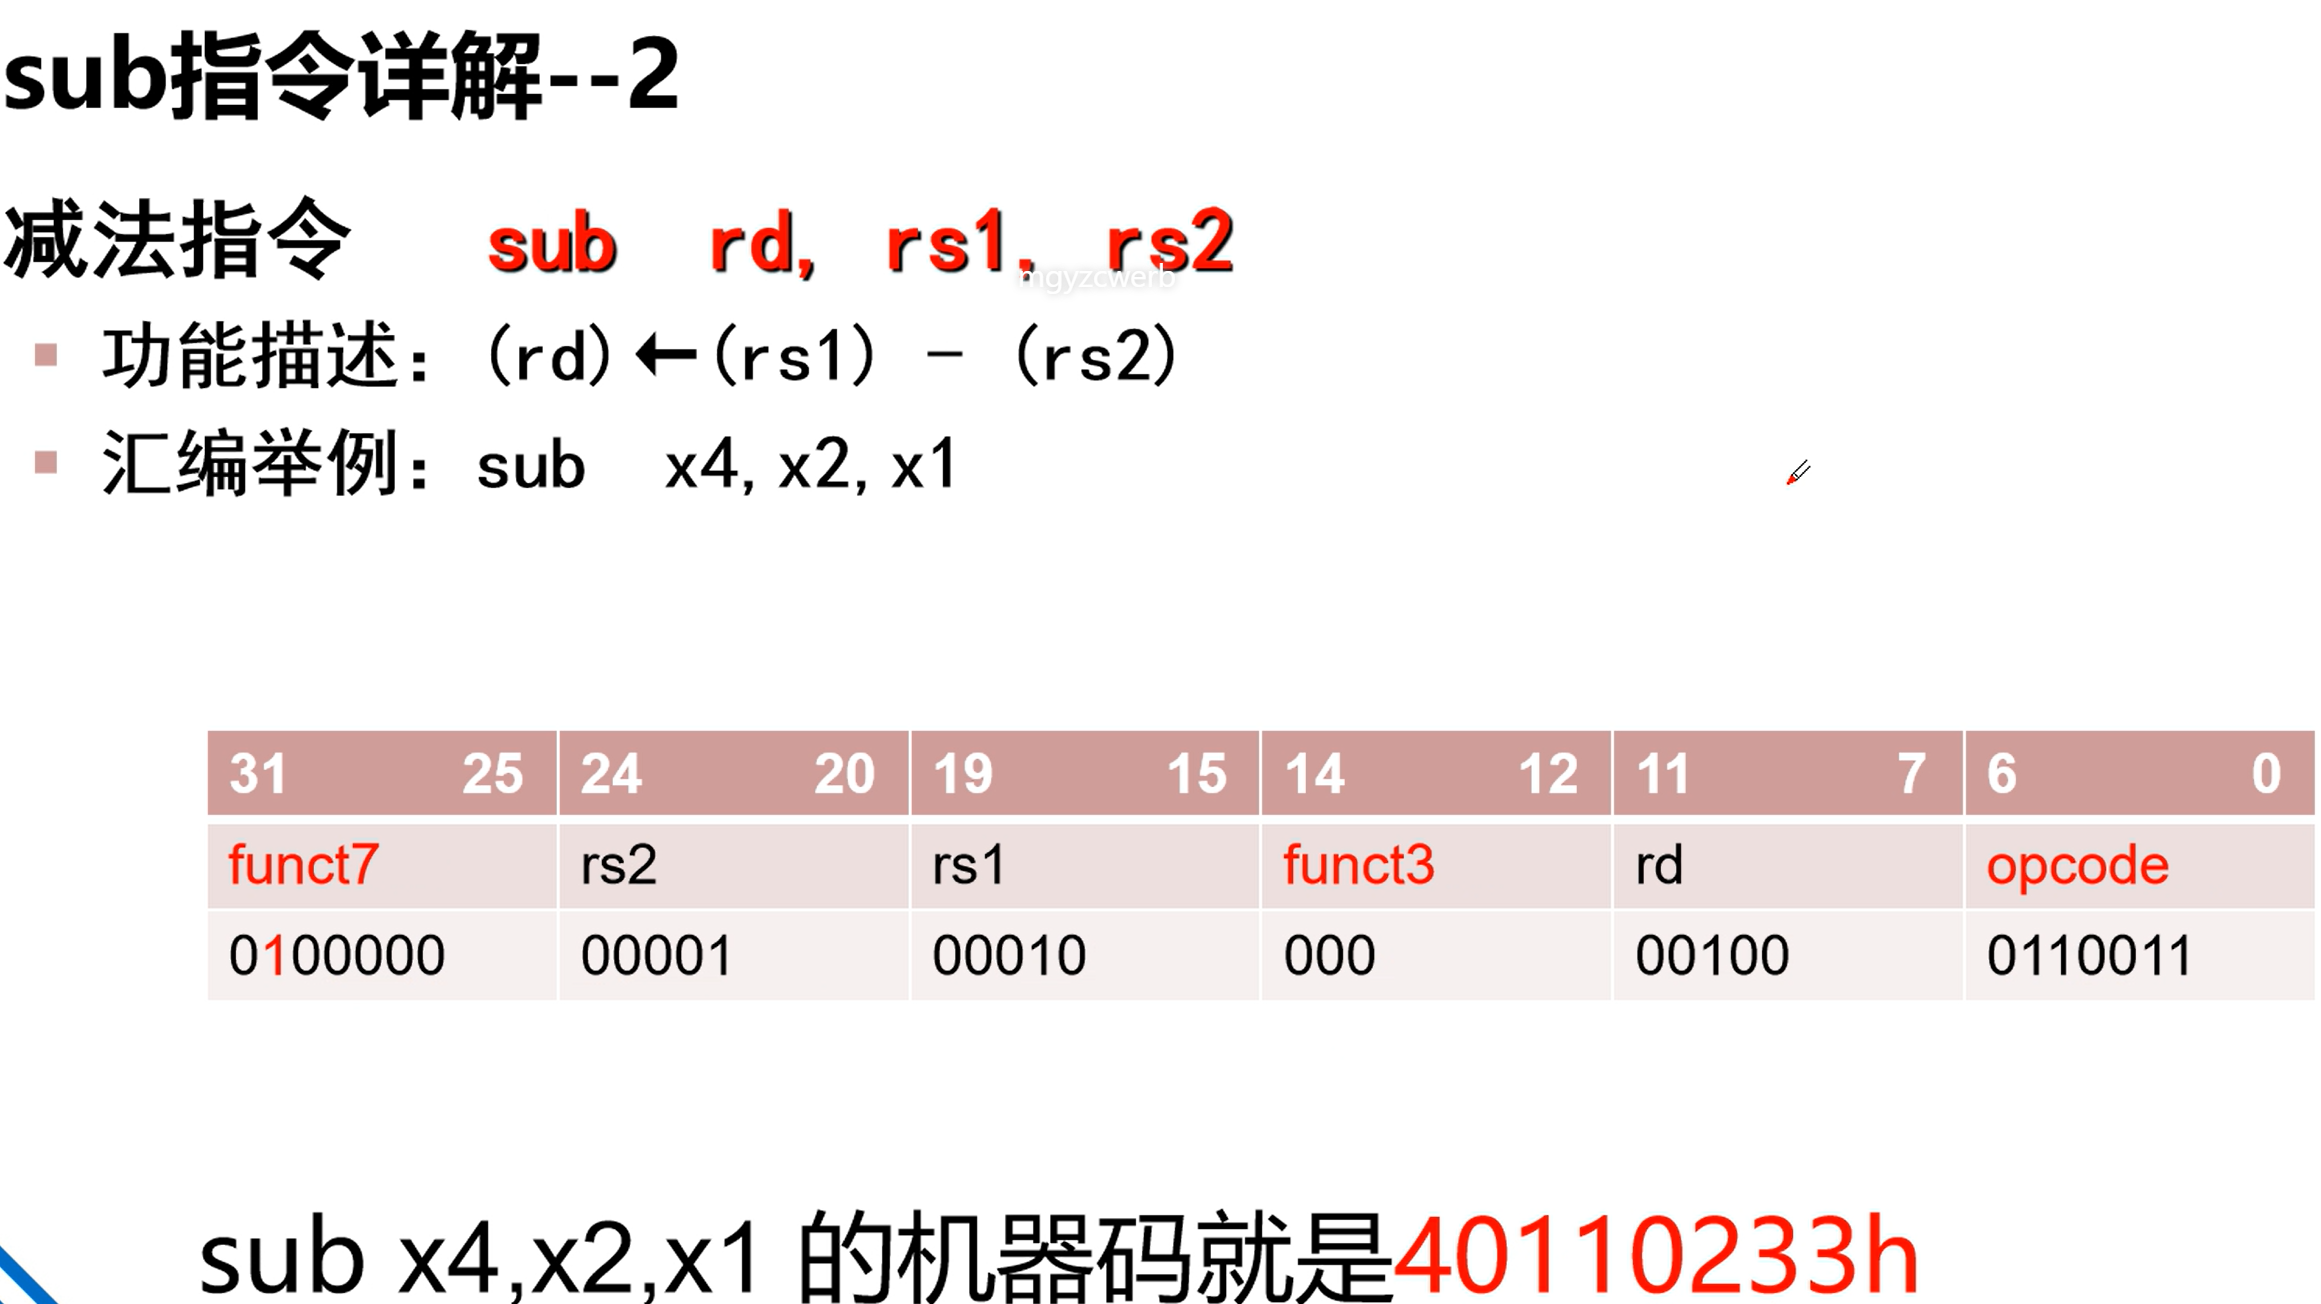 sub指令详解--2
减法指令 sub rd, rs1, rs2
mgyzcwerb
功能描述：(rd)←(rs1) - (rs2)
汇编举例：sub x4,x2,x1
31 25 24 20 19 15 14 12 11 7 6 0
funct7 rs2 rs1 funct3 rd opcode
0100000 00001 00010 000 00100 0110011
sub x4,x2,x1 的机器码就是40110233h